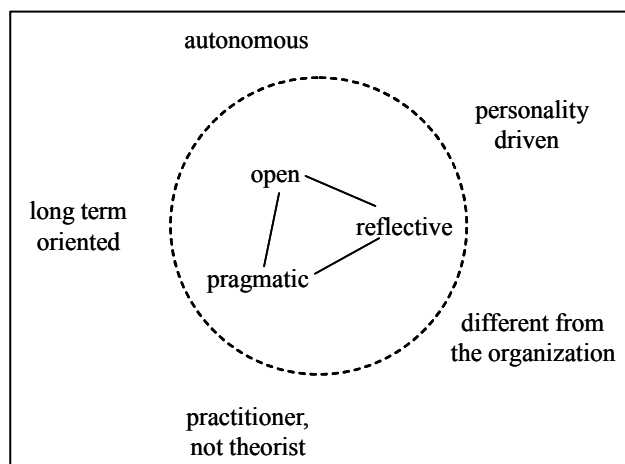 autonomous
personality
driven
open
long term
oriented
reflective
pragmatic
different from
the organization
practitioner,
not theorist